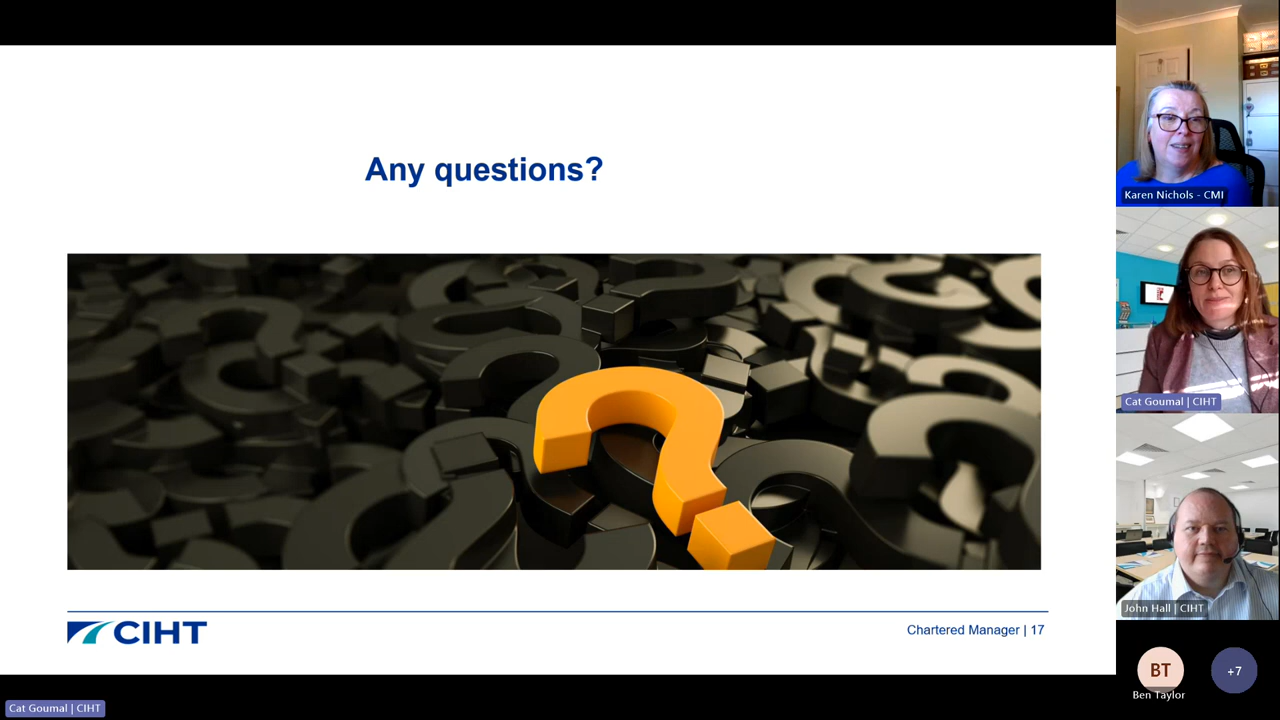 Any questions?
CIHT
Chartered Manager | 17
Cat Goumal | CIHT
Karen Nichols - CMI
Cat Goumal | CIHT
John Hall | CIHT
BT
Ben Taylor
+7